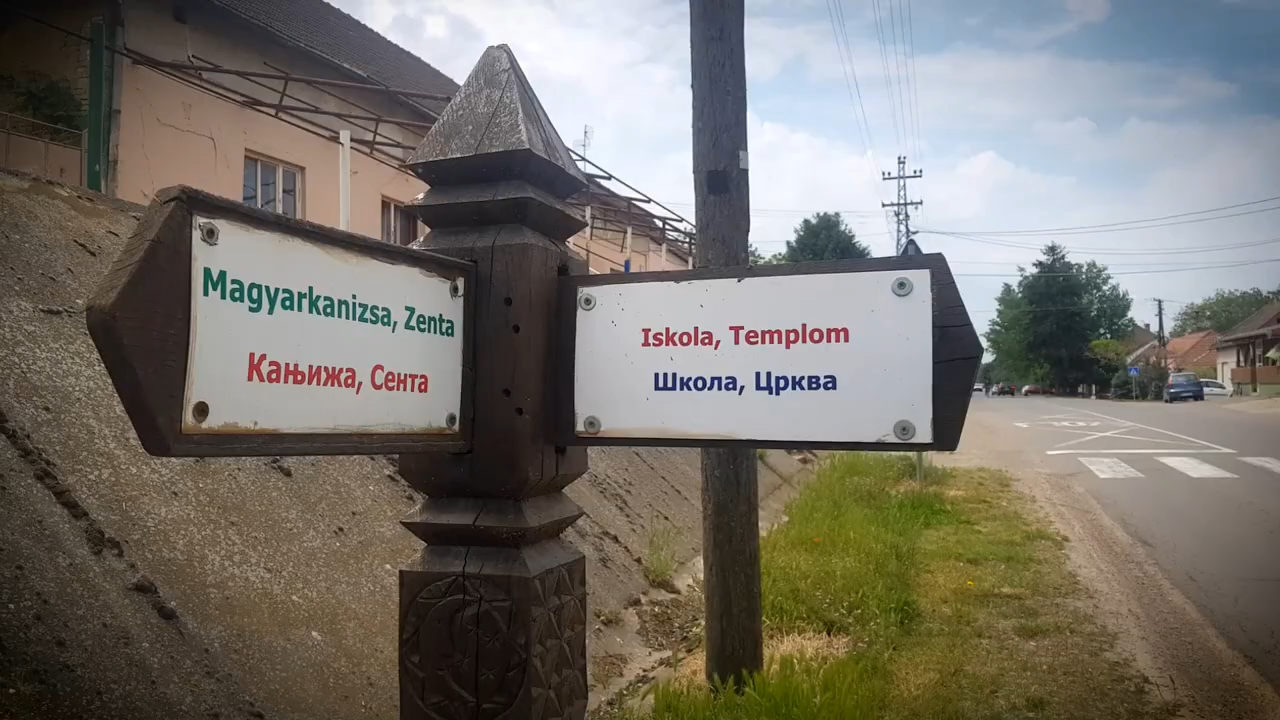 Magyarkanizsa, Zenta
Кањижа, Сента
Iskola, Templom
Школа, Црква